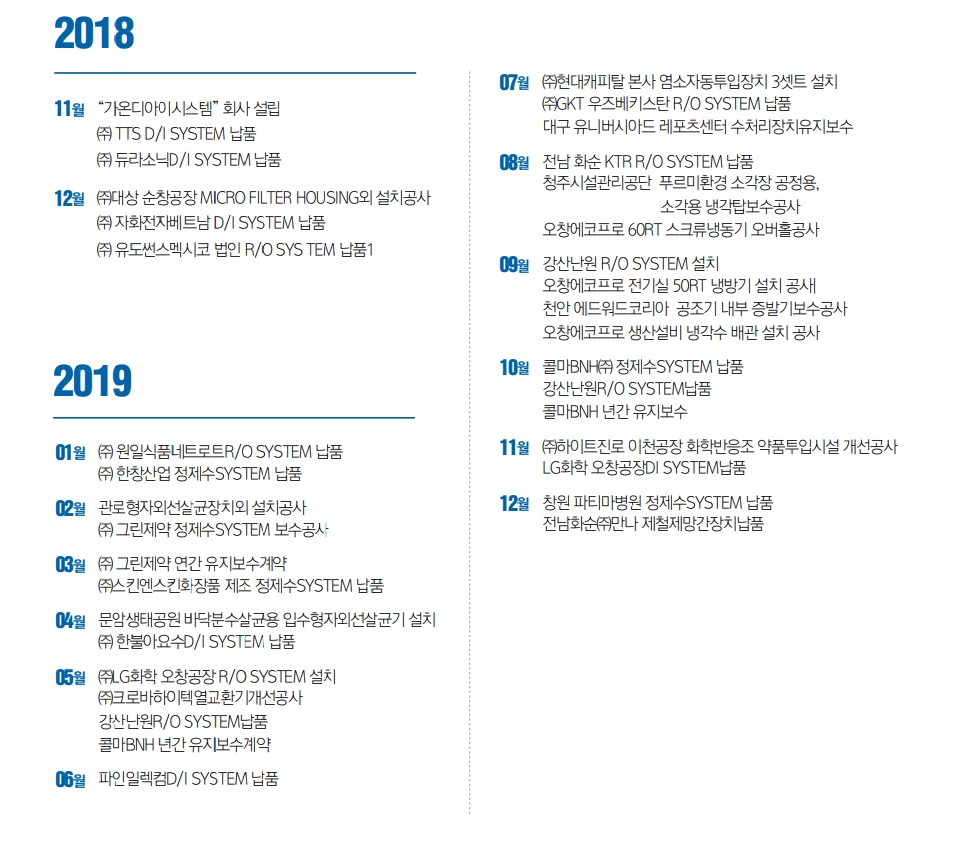 2018
11월 “가온디아이시스템” 회사 설립
㈜ TTS D/I SYSTEM 납품
㈜ 듀라소닉D/I SYSTEM 납품
12월 ㈜대상 순창공장 MICRO FILTER HOUSING외 설치공사
㈜ 자화전자베트남 D/I SYSTEM 납품
㈜ 유도썬스멕시코 법인 R/O SYS TEM 납품1
2019
01월 ㈜ 원일식품네트로트R/O SYSTEM 납품
㈜ 한창산업 정제수SYSTEM 납품
02월 관로형자외선살균장치외 설치공사
㈜ 그린제약 정제수SYSTEM 보수공사
03월 ㈜ 그린제약 연간 유지보수계약
㈜스킨엔스킨화장품 제조 정제수SYSTEM 납품
04월 문암생태공원 바닥분수살균용 입수형자외선살균기 설치
㈜ 한불아요수D/I SYSTEM 납품
05월 ㈜LG화학 오창공장 R/O SYSTEM 설치
㈜크로바하이텍열교환기개선공사
강산난원R/O SYSTEM납품
콜마BNH 년간 유지보수계약
06월 파인일렉컴D/I SYSTEM 납품
07월 ㈜현대캐피탈 본사 염소자동투입장치 3셋트 설치
㈜GKT 우즈베키스탄 R/O SYSTEM 납품
대구 유니버시아드 레포츠센터 수처리장치유지보수
08월 전남 화순 KTR R/O SYSTEM 납품
청주시설관리공단 푸르미환경 소각장 공정용,
소각용 냉각탑보수공사
오창에코프로 60RT 스크류냉동기 오버홀공사
09월 강산난원 R/O SYSTEM 설치
오창에코프로 전기실 50RT 냉방기 설치 공사
천안 에드워드코리아 공조기 내부 증발기보수공사
오창에코프로 생산설비 냉각수 배관 설치 공사
10월 콜마BNH㈜ 정제수SYSTEM 납품
강산난원R/O SYSTEM납품
콜마BNH 년간 유지보수
11월 ㈜하이트진로 이천공장 화학반응조 약품투입시설 개선공사
LG화학 오창공장DI SYSTEM납품
12월 창원 파티마병원 정제수SYSTEM 납품
전남화순㈜만나 제철제망간장치납품